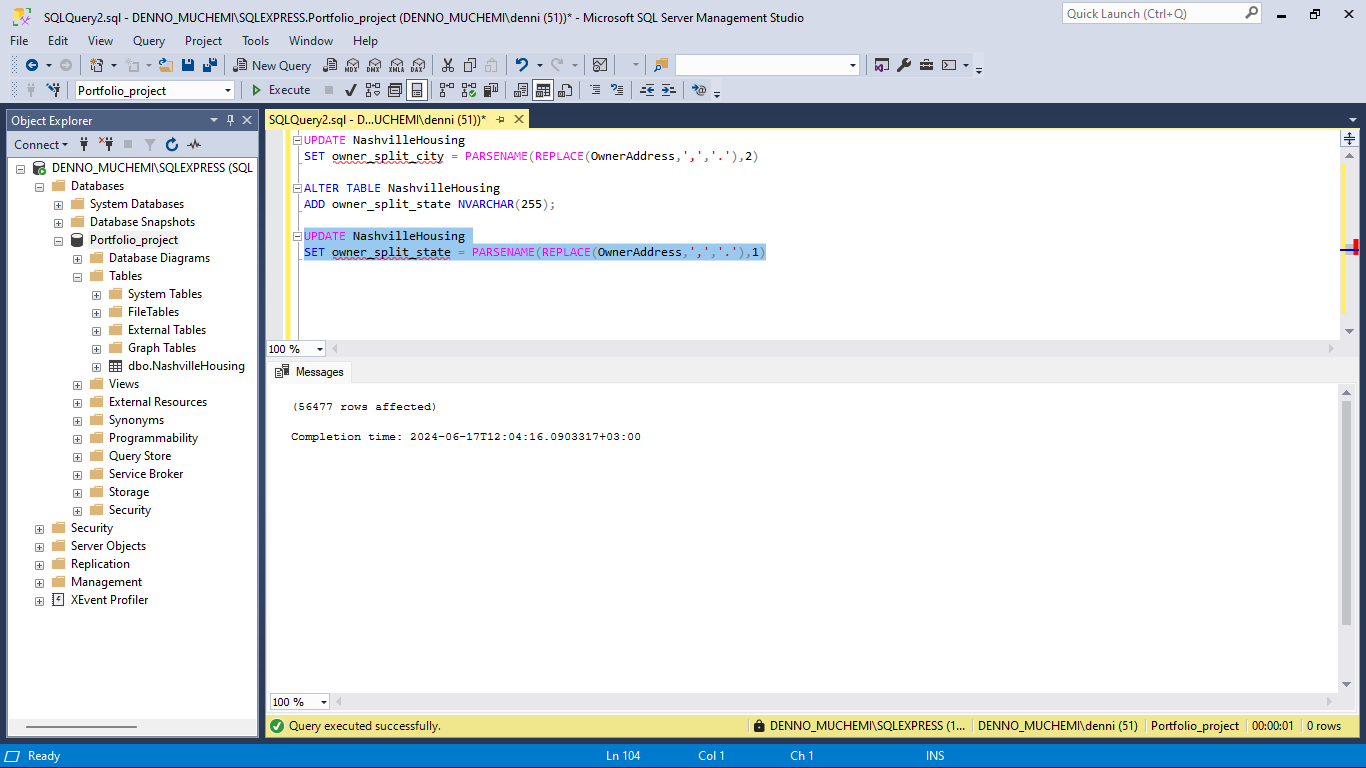 SQLQuery2.sql - DENNO_MUCHEMI\SQLEXPRESS.Portfolio_project (DENNO_MUCHEMI\denni (51))* - Microsoft SQL Server Management Studio
Quick Launch (Ctrl+Q)
File Edit View Query Project Tools Window Help
New Query
MDX DMX XMLA DAX
Portfolio_project
Execute
Object Explorer
SQLQuery2.sql - D...UCHEMI\denni (51))*
Connect
DENNO_MUCHEMI\SQLEXPRESS (SQL
Databases
System Databases
Database Snapshots
Portfolio_project
Database Diagrams
Tables
System Tables
FileTables
External Tables
Graph Tables
dbo.NashvilleHousing
Views
External Resources
Synonyms
Programmability
Query Store
Service Broker
Storage
Security
Security
Server Objects
Replication
Management
XEvent Profiler
UPDATE NashvilleHousing
SET owner_split_city = PARSENAME(REPLACE(OwnerAddress,',','.'),2)
ALTER TABLE NashvilleHousing
ADD owner_split_state NVARCHAR(255);
UPDATE NashvilleHousing
SET owner_split_state = PARSENAME(REPLACE(OwnerAddress,',','.'),1)
100 %
Messages
(56477 rows affected)
Completion time: 2024-06-17T12:04:16.0903317+03:00
100 %
Query executed successfully.
DENNO_MUCHEMI\SQLEXPRESS (1... DENNO_MUCHEMI\denni (51) Portfolio_project 00:00:01 0 rows
Ready Ln 104 Col 1 Ch 1 INS